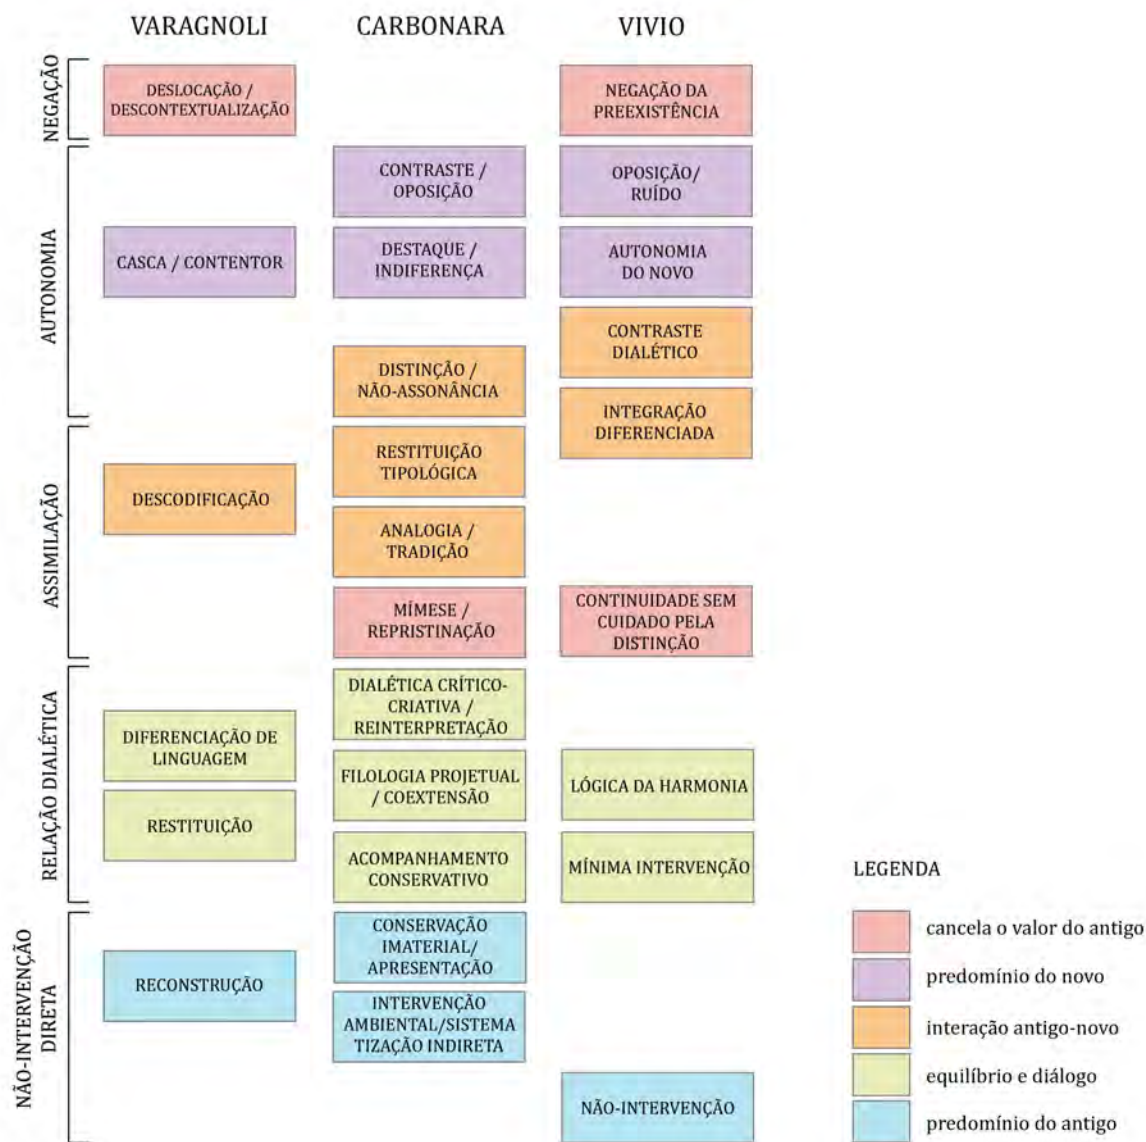 VARAGNOLI
CARBONARA
VIVIO
NEGAÇÃO
DESLOCAÇÃO /
DESCONTEXTUALIZAÇÃO
NEGAÇÃO DA
PREEXISTÊNCIA
AUTONOMIA
CONTRASTE /
OPOSIÇÃO
OPOSIÇÃO/
RUÍDO
CASCA / CONTENTOR
DESTAQUE /
INDIFERENÇA
AUTONOMIA
DO NOVO
CONTRASTE
DIALÉTICO
DISTINÇÃO /
NÃO-ASSONÂNCIA
INTEGRAÇÃO
DIFERENCIADA
ASSIMILAÇÃO
RESTITUIÇÃO
TIPOLÓGICA
DESCODIFICAÇÃO
ANALOGIA /
TRADIÇÃO
MÍMESE /
REPRISTINAÇÃO
CONTINUIDADE SEM
CUIDADO PELA
DISTINÇÃO
RELAÇÃO DIALÉTICA
DIALÉTICA CRÍTICO-
CRIATIVA /
REINTERPRETAÇÃO
DIFERENCIAÇÃO DE
LINGUAGEM
FILOLOGIA PROJETUAL
/ COEXTENSÃO
LÓGICA DA HARMONIA
RESTITUIÇÃO
ACOMPANHAMENTO
CONSERVATIVO
MÍNIMA INTERVENÇÃO
NÃO-INTERVENÇÃO
DIRETA
CONSERVAÇÃO
IMATERIAL/
APRESENTAÇÃO
RECONSTRUÇÃO
INTERVENÇÃO
AMBIENTAL/SISTEMA
TIZAÇÃO INDIRETA
NÃO-INTERVENÇÃO
LEGENDA
cancela o valor do antigo
predomínio do novo
interação antigo-novo
equilíbrio e diálogo
predomínio do antigo